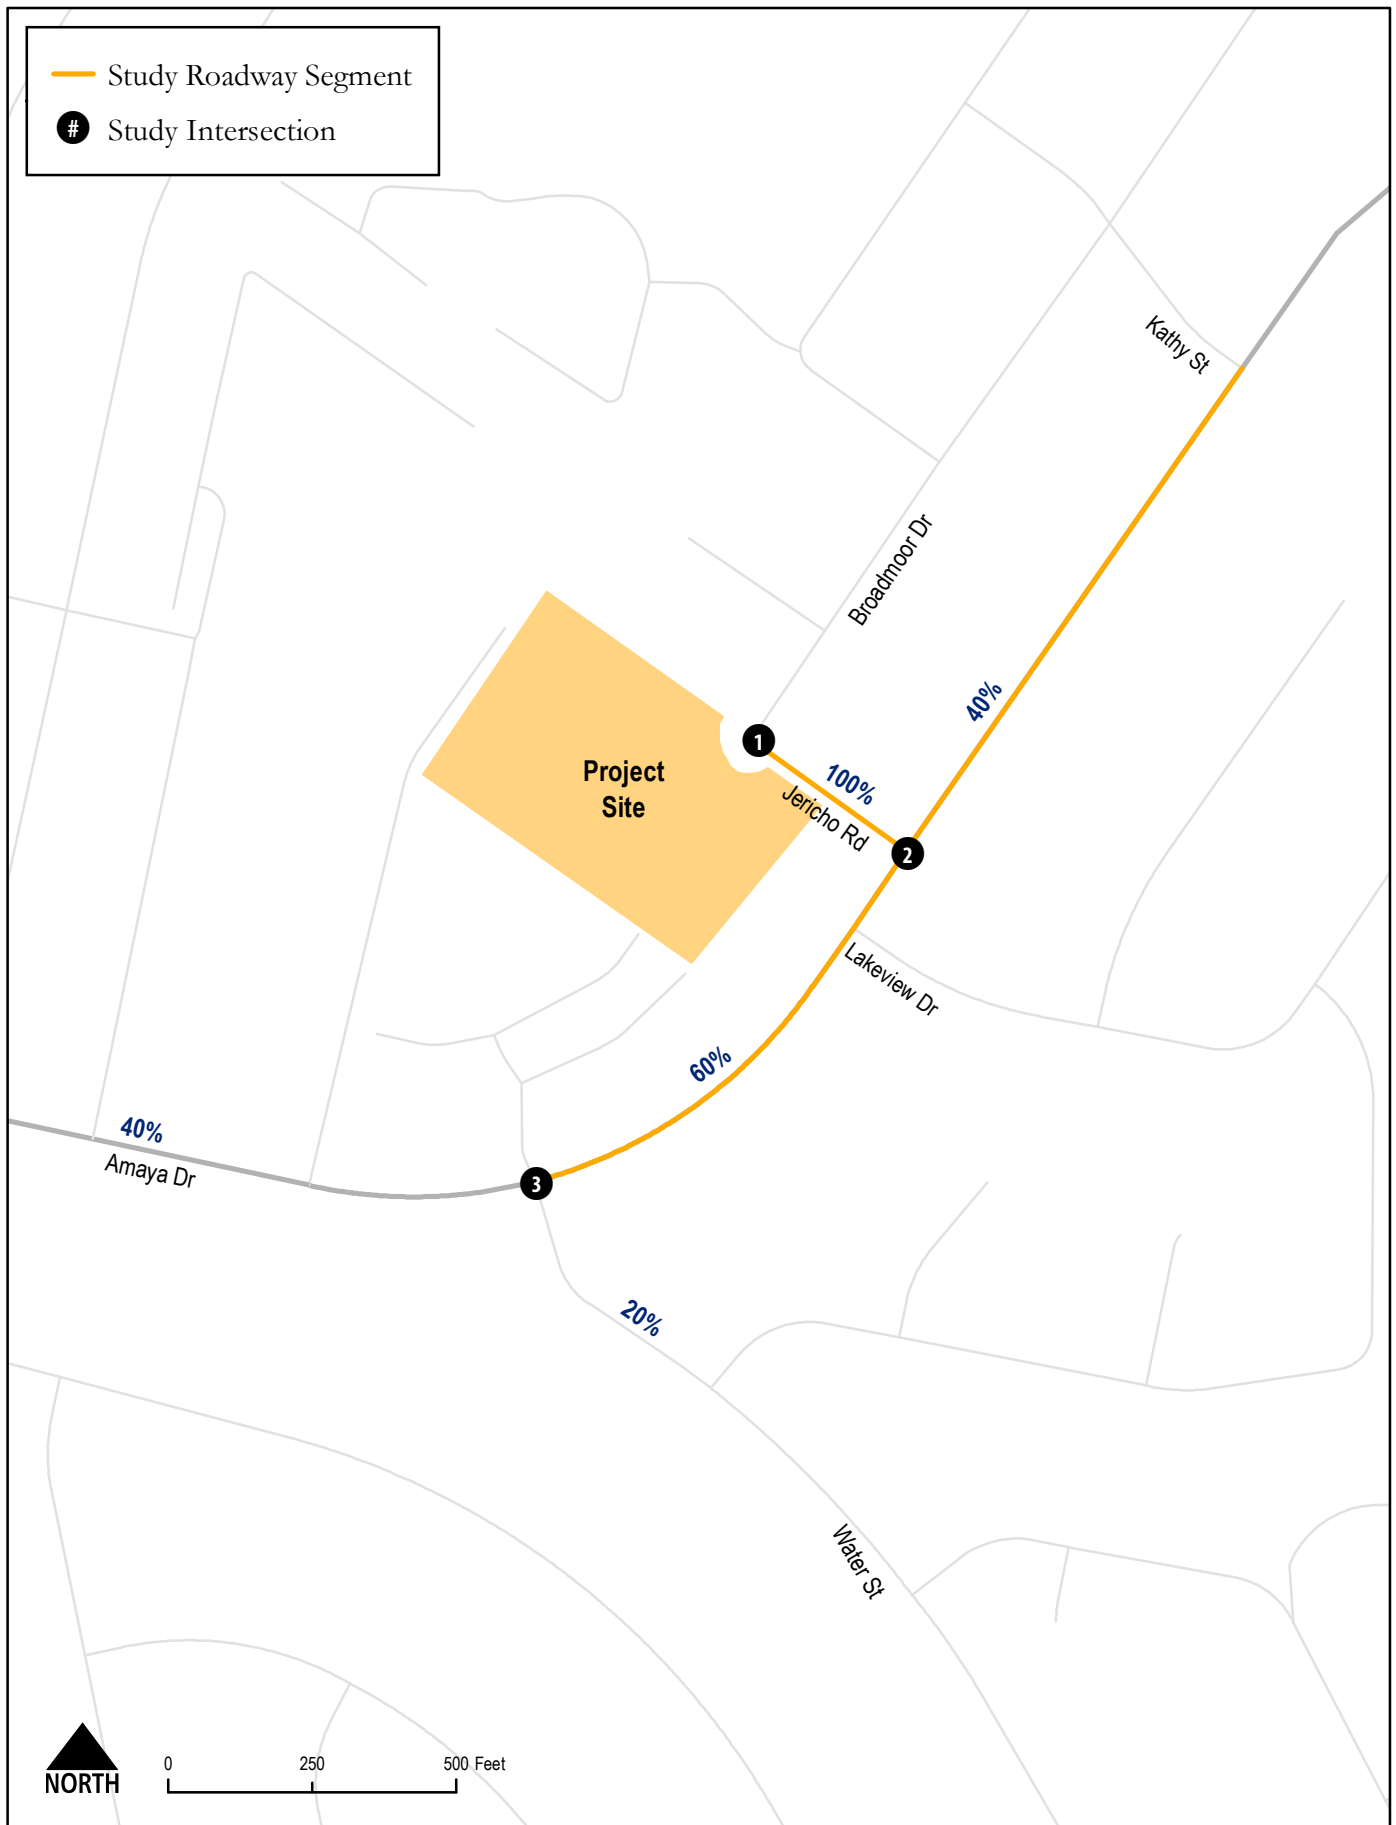 Study Roadway Segment
# Study Intersection
Kathy St
Broadmoor Dr
40%
1
100%
Project
Site
Jericho Rd
2
Lakeview Dr
60%
40%
Amaya Dr
3
20%
Water St
NORTH
0 250 500 Feet